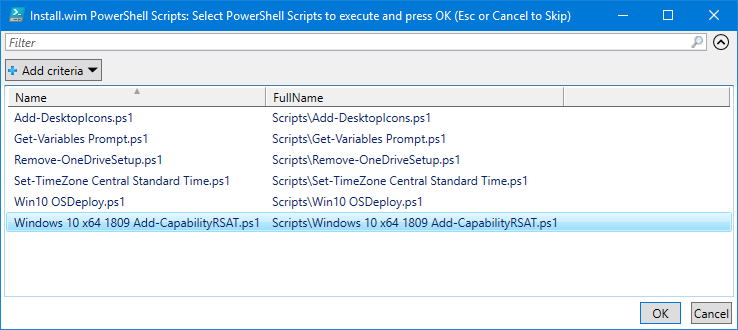 Install.wim PowerShell Scripts: Select PowerShell Scripts to execute and press OK (Esc or Cancel to Skip)
Filter
Add criteria
Name FullName
Add-DesktopIcons.ps1 Scripts\Add-DesktopIcons.ps1
Get-Variables Prompt.ps1 Scripts\Get-Variables Prompt.ps1
Remove-OneDriveSetup.ps1 Scripts\Remove-OneDriveSetup.ps1
Set-TimeZone Central Standard Time.ps1 Scripts\Set-TimeZone Central Standard Time.ps1
Win10 OSDeploy.ps1 Scripts\Win10 OSDeploy.ps1
Windows 10 x64 1809 Add-CapabilityRSAT.ps1 Scripts\Windows 10 x64 1809 Add-CapabilityRSAT.ps1
OK Cancel